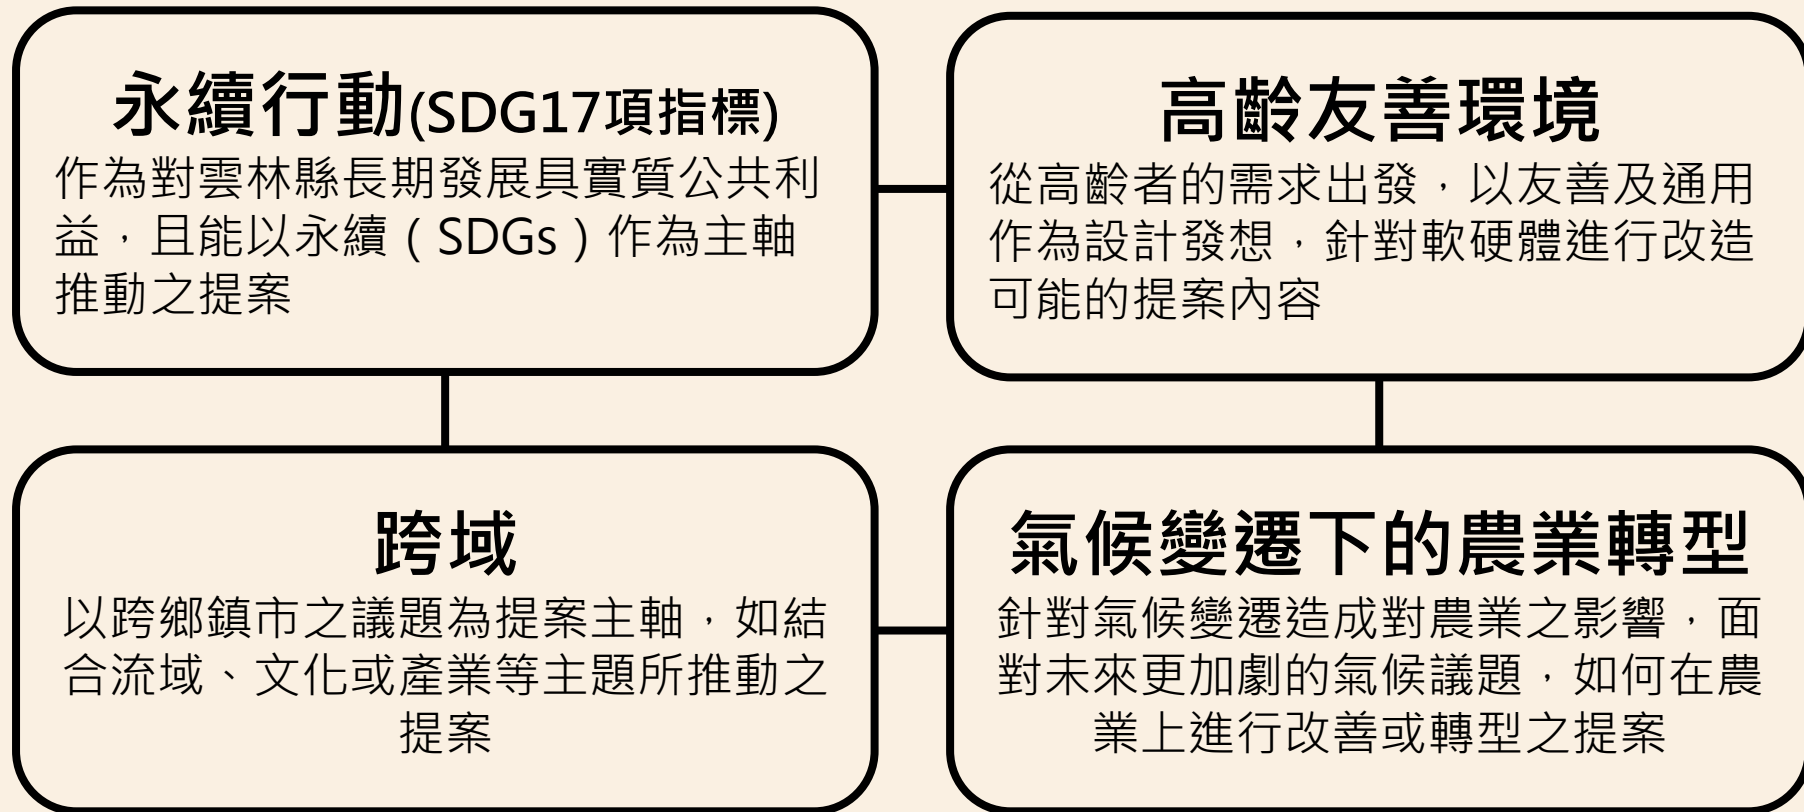 永續行動(SDG17項指標)
作為對雲林縣長期發展具實質公共利
益，且能以永續（SDGs）作為主軸
推動之提案
高齡友善環境
從高齡者的需求出發，以友善及通用
作為設計發想，針對軟硬體進行改造
可能的提案內容
跨域
以跨鄉鎮市之議題為提案主軸，如結
合流域、文化或產業等主題所推動之
提案
氣候變遷下的農業轉型
針對氣候變遷造成對農業之影響，面
對未來更加劇的氣候議題，如何在農
業上進行改善或轉型之提案